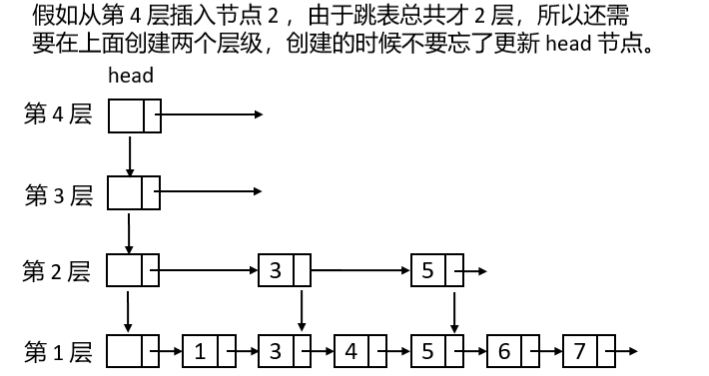 假如从第 4 层插入节点 2 ，由于跳表总共才 2 层，所以还需
要在上面创建两个层级，创建的时候不要忘了更新 head 节点。
head
第 4 层
第 3 层
第 2 层 3 5
第 1 层 1 3 4 5 6 7